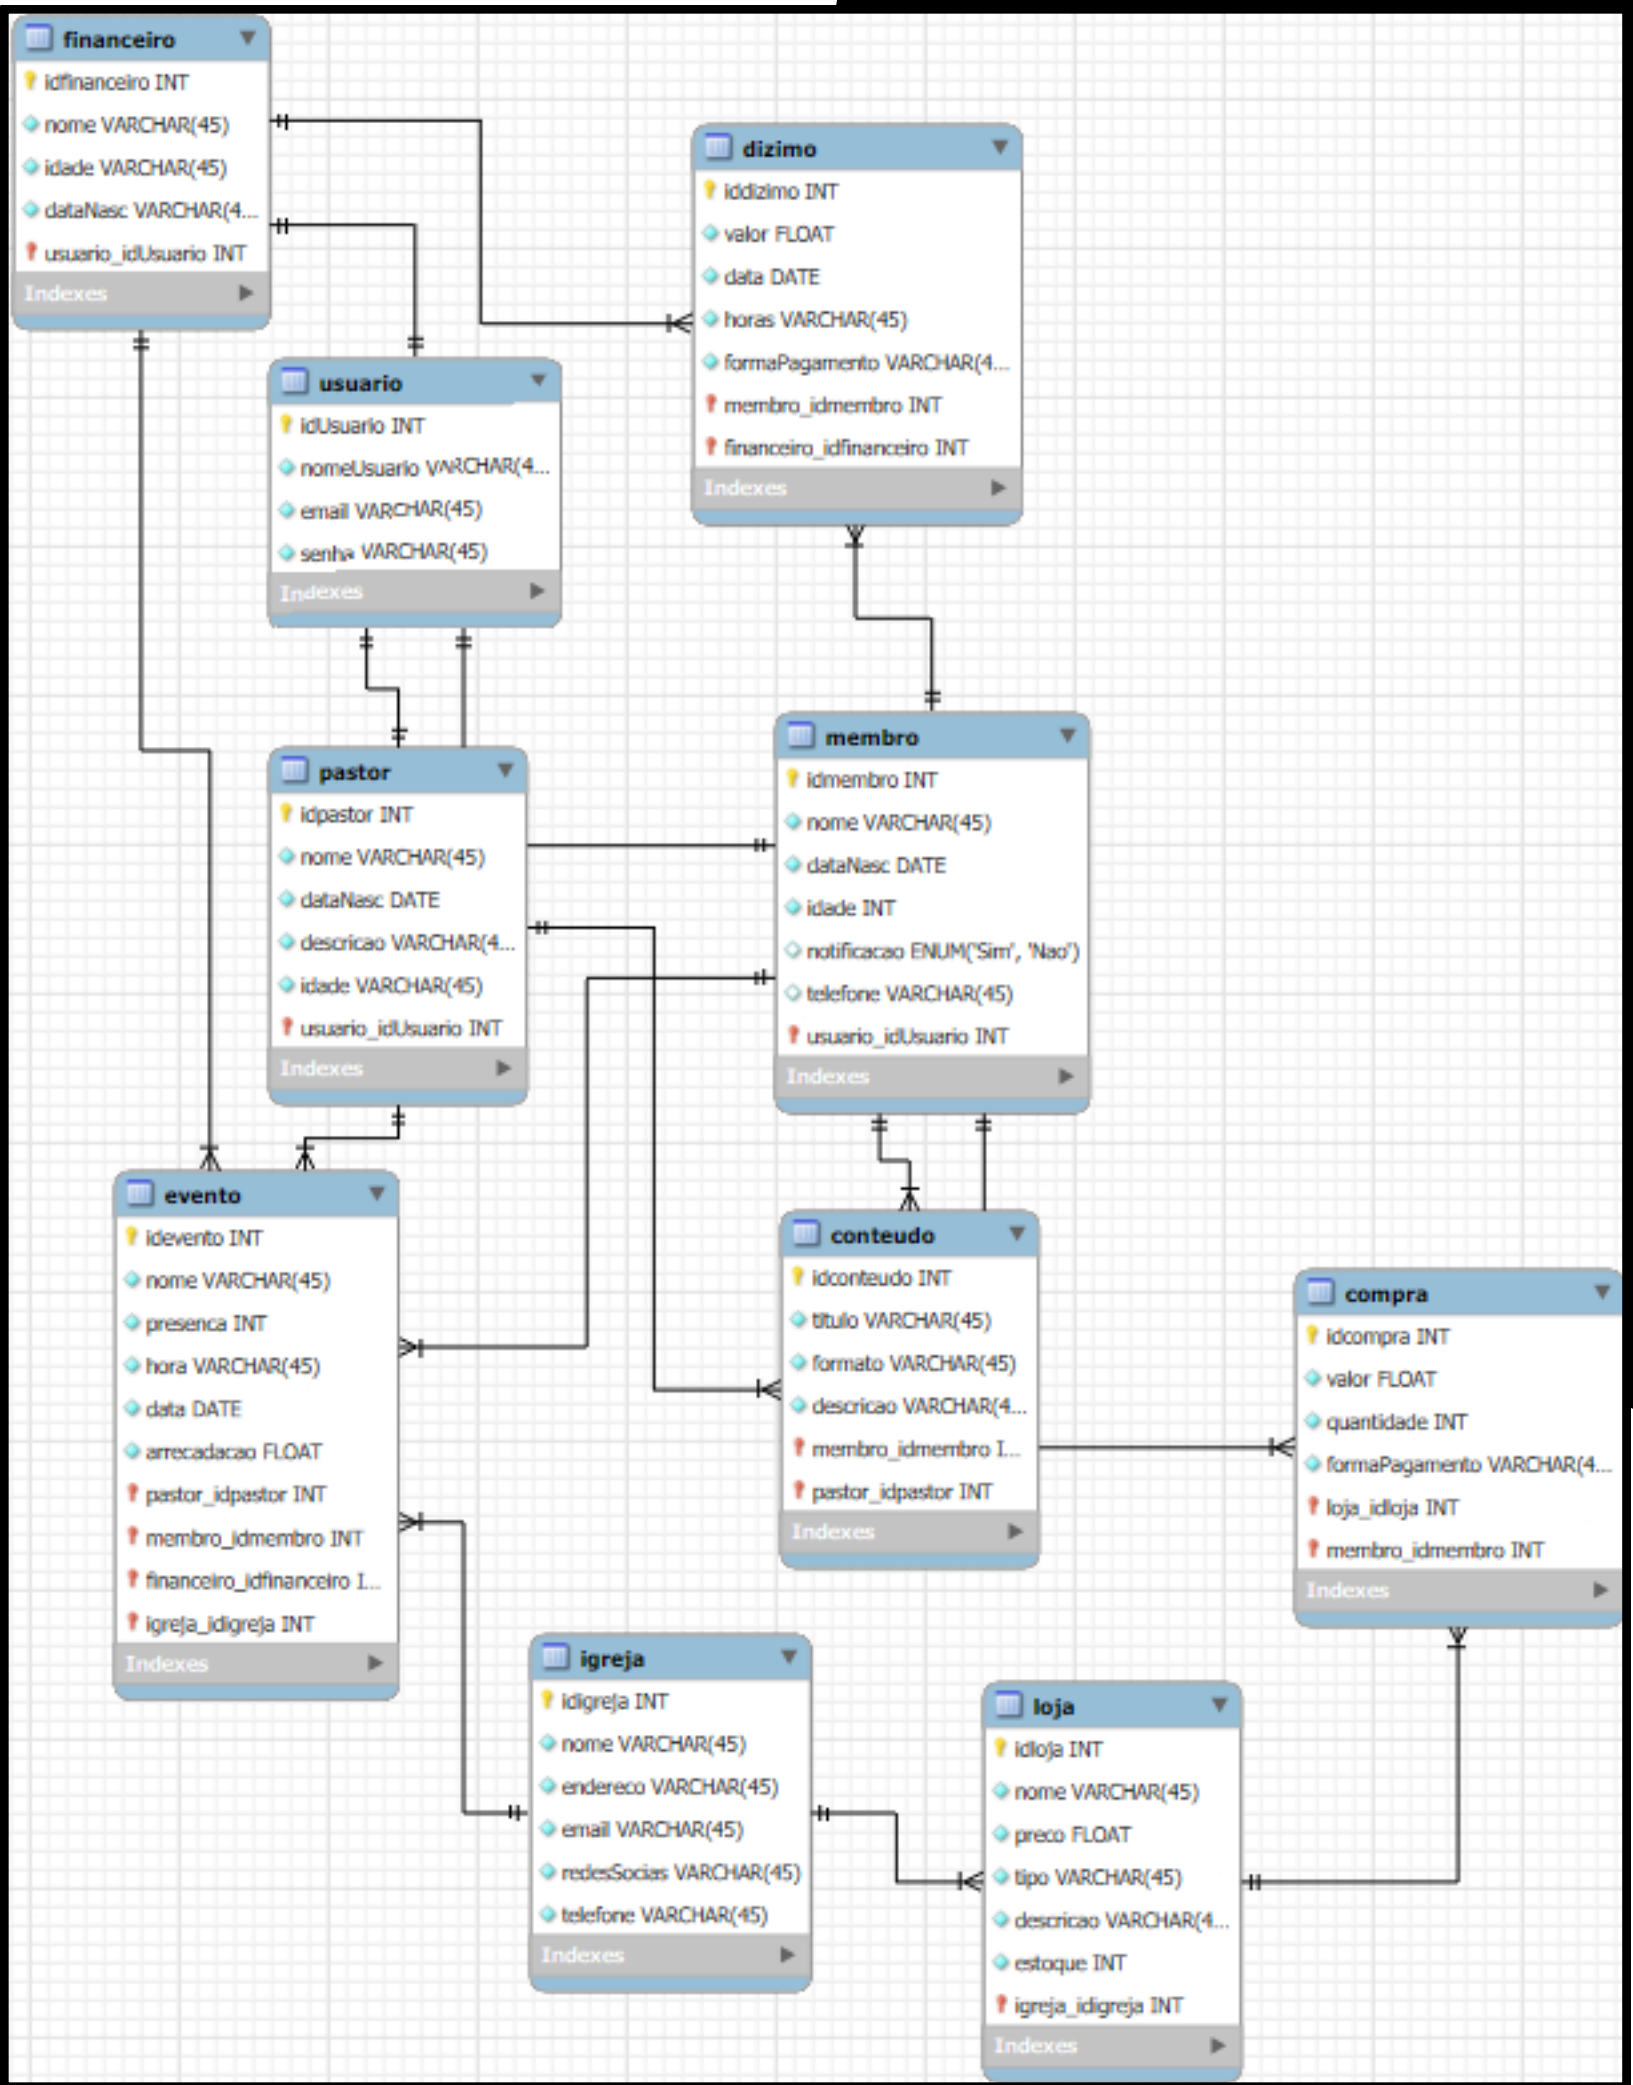 financeiro
idfinanceiro INT
nome VARCHAR(45)
idade VARCHAR(45)
dataNasc VARCHAR(4...
usuario_idUsuario INT
Indexes
dizimo
iddizimo INT
valor FLOAT
data DATE
horas VARCHAR(45)
formaPagamento VARCHAR(4...
membro_idmembro INT
financeiro_idfinanceiro INT
Indexes
usuario
idUsuario INT
nomeUsuario VARCHAR(4...
email VARCHAR(45)
senha VARCHAR(45)
Indexes
pastor
idpastor INT
nome VARCHAR(45)
dataNasc DATE
descricao VARCHAR(4...
idade VARCHAR(45)
usuario_idUsuario INT
Indexes
membro
idmembro INT
nome VARCHAR(45)
dataNasc DATE
idade INT
notificacao ENUM('Sim', 'Nao')
telefone VARCHAR(45)
usuario_idUsuario INT
Indexes
evento
idevento INT
nome VARCHAR(45)
presenca INT
hora VARCHAR(45)
data DATE
arrecadacao FLOAT
pastor_idpastor INT
membro_idmembro INT
financeiro_idfinanceiro I...
igreja_idigreja INT
Indexes
conteudo
idconteudo INT
titulo VARCHAR(45)
formato VARCHAR(45)
descricao VARCHAR(4...
membro_idmembro I...
pastor_idpastor INT
Indexes
compra
idcompra INT
valor FLOAT
quantidade INT
formaPagamento VARCHAR(4...
loja_idloja INT
membro_idmembro INT
Indexes
igreja
idigreja INT
nome VARCHAR(45)
endereco VARCHAR(45)
email VARCHAR(45)
redesSocias VARCHAR(45)
telefone VARCHAR(45)
Indexes
loja
idloja INT
nome VARCHAR(45)
preco FLOAT
tipo VARCHAR(45)
descricao VARCHAR(4...
estoque INT
igreja_idigreja INT
Indexes